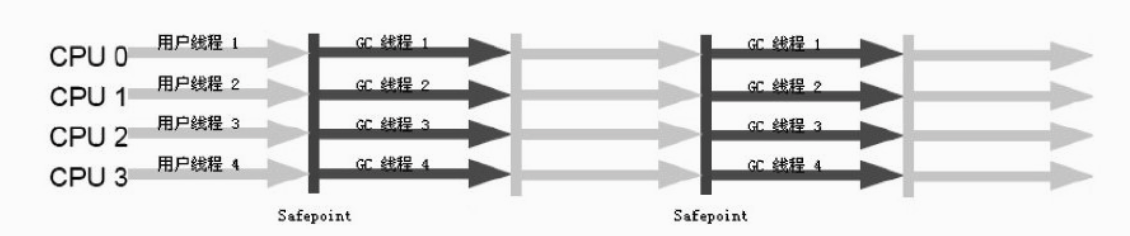 CPU 0 用户线程 1 GC 线程 1 GC 线程 1
CPU 1 用户线程 2 GC 线程 2 GC 线程 2
CPU 2 用户线程 3 GC 线程 3 GC 线程 3
CPU 3 用户线程 4 GC 线程 4 GC 线程 4
Safepoint Safepoint